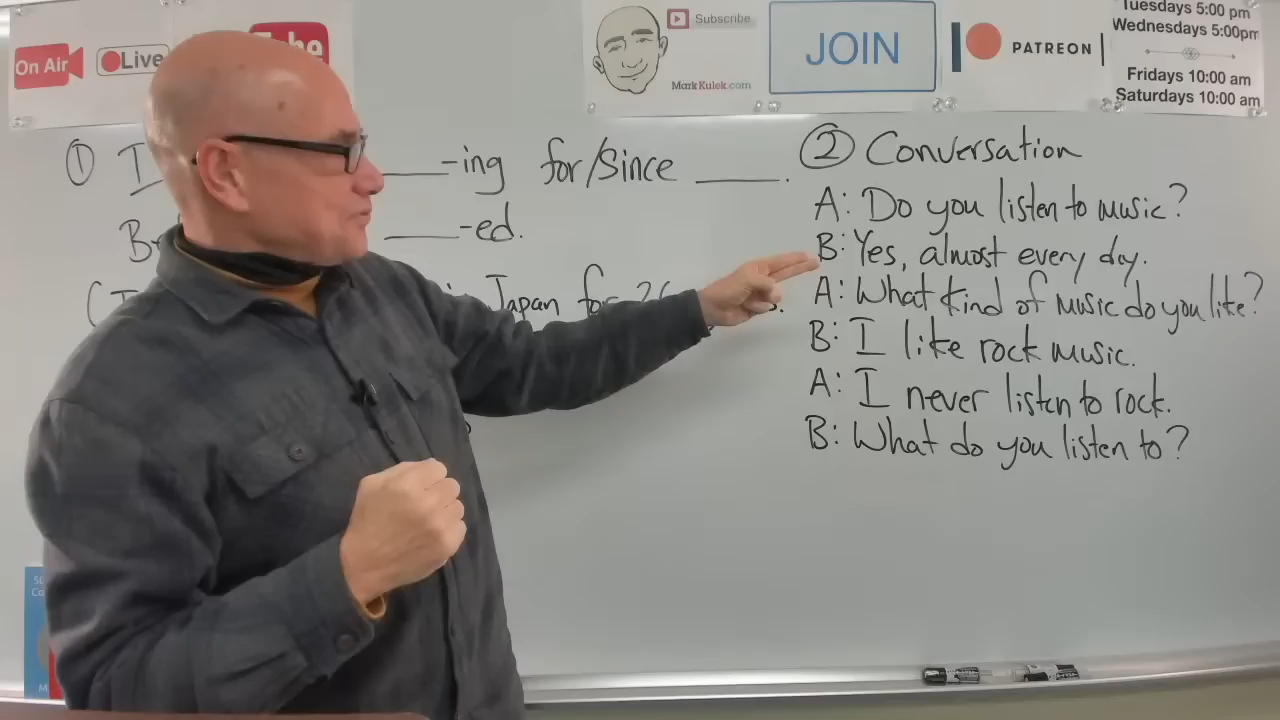 On Air
Live
Tube
Subscribe
MarkKulek.com
JOIN
PATREON
Tuesdays 5:00 pm
Wednesdays 5:00pm
Fridays 10:00 am
Saturdays 10:00 am
① I -ing for/since ____.
____-ed.
(I in Japan for
② Conversation
A: Do you listen to music?
B: Yes, almost every day.
A: What kind of music do you like?
B: I like rock music.
A: I never listen to rock.
B: What do you listen to?